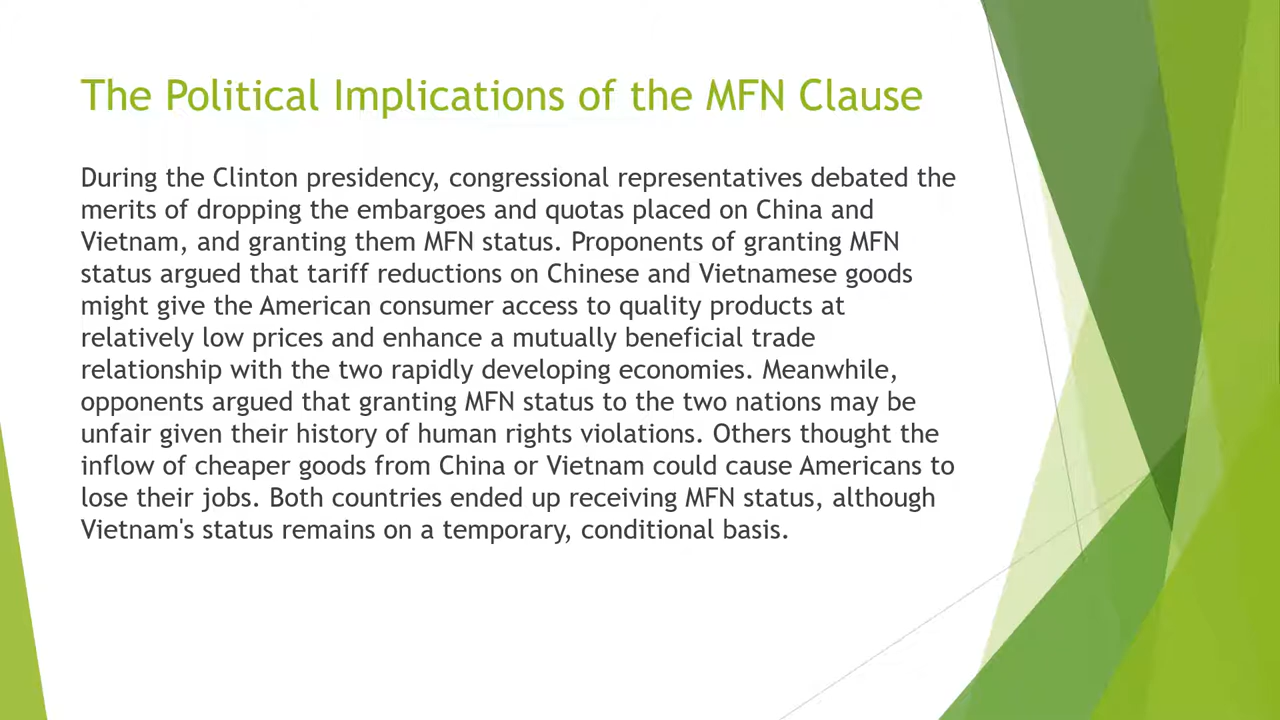 The Political Implications of the MFN Clause
During the Clinton presidency, congressional representatives debated the
merits of dropping the embargoes and quotas placed on China and
Vietnam, and granting them MFN status. Proponents of granting MFN
status argued that tariff reductions on Chinese and Vietnamese goods
might give the American consumer access to quality products at
relatively low prices and enhance a mutually beneficial trade
relationship with the two rapidly developing economies. Meanwhile,
opponents argued that granting MFN status to the two nations may be
unfair given their history of human rights violations. Others thought the
inflow of cheaper goods from China or Vietnam could cause Americans to
lose their jobs. Both countries ended up receiving MFN status, although
Vietnam's status remains on a temporary, conditional basis.